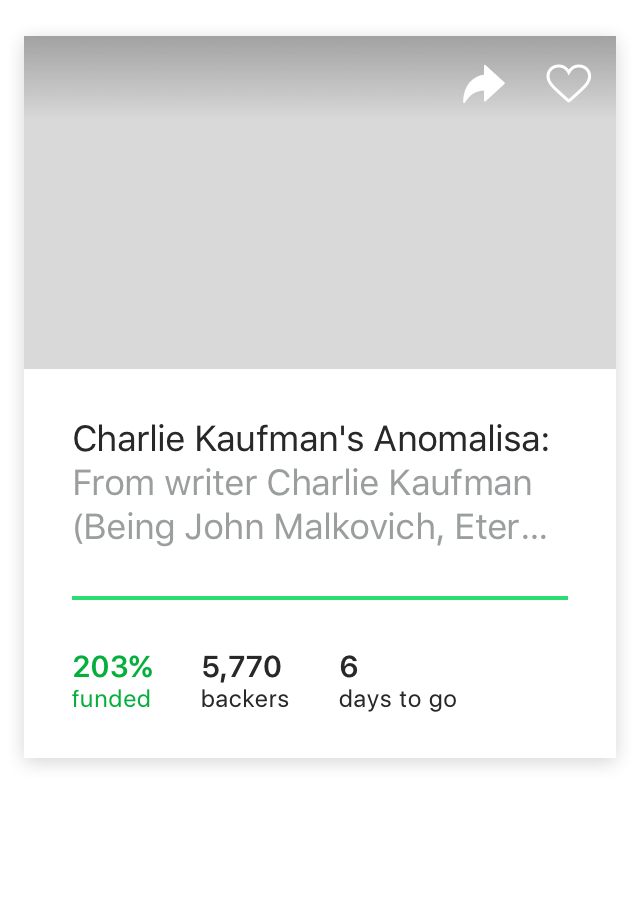 Charlie Kaufman's Anomalisa:
From writer Charlie Kaufman
(Being John Malkovich, Eter...
203% 5,770 6
funded backers days to go